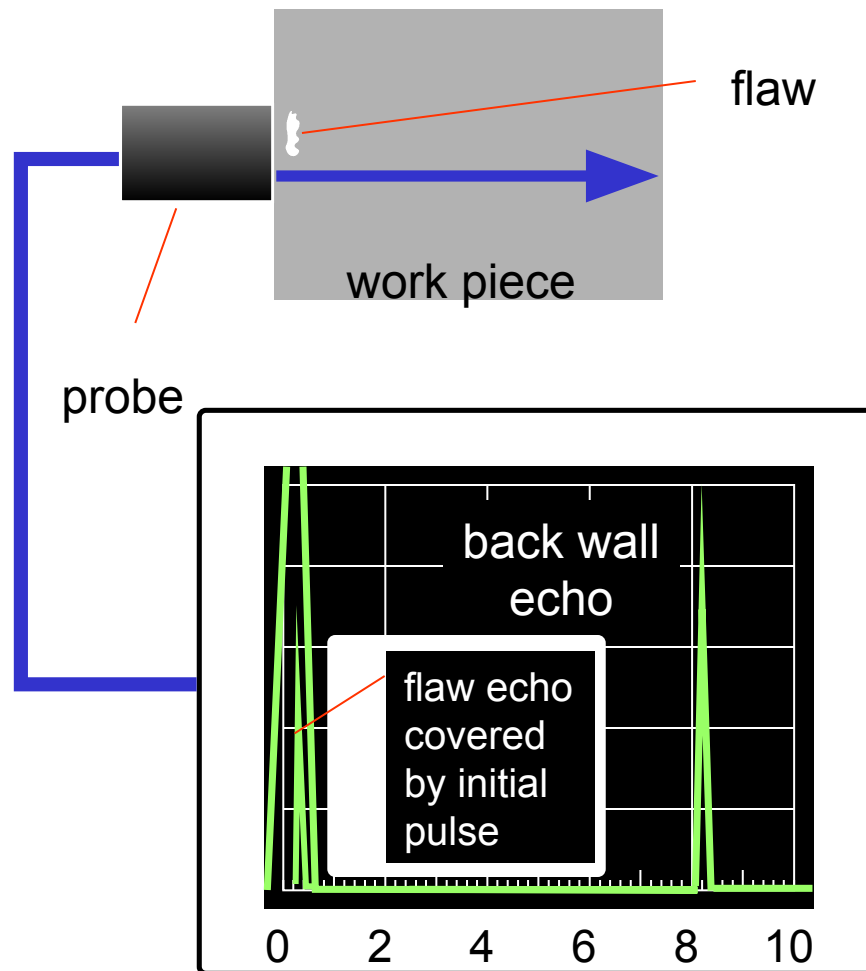 flaw
work piece
probe
back wall
echo
flaw echo
covered
by initial
pulse
0 2 4 6 8 10